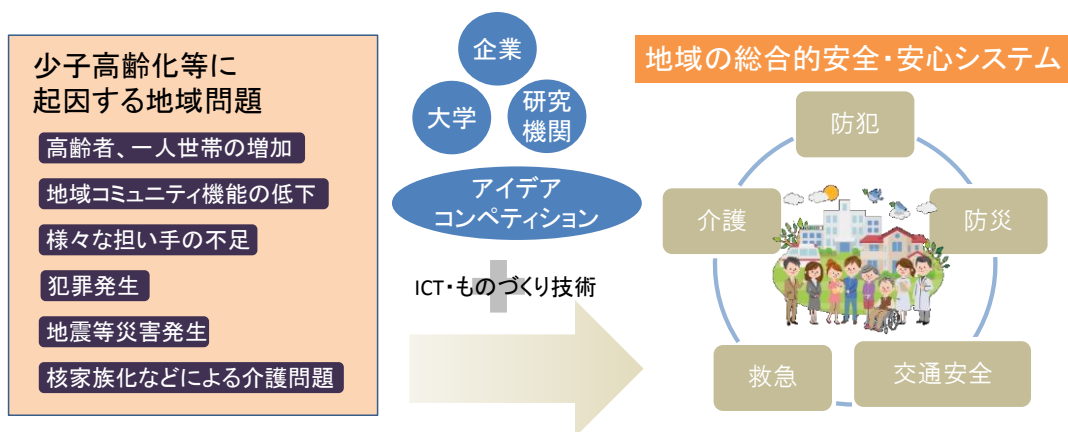 少子高齢化等に
起因する地域問題
高齢者、一人世帯の増加
地域コミュニティ機能の低下
様々な担い手の不足
犯罪発生
地震等災害発生
核家族化などによる介護問題
企業
大学
研究
機関
アイデア
コンペティション
ICT・ものづくり技術
地域の総合的安全・安心システム
防犯
介護
防災
救急
交通安全